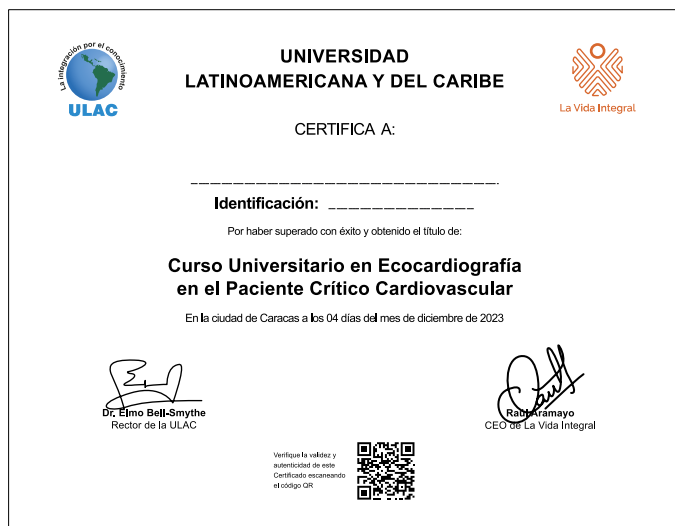 La integración por el conocimiento
ULAC
UNIVERSIDAD
LATINOAMERICANA Y DEL CARIBE
La Vida Integral
CERTIFICA A:
Identificación:
Por haber superado con éxito y obtenido el título de:
Curso Universitario en Ecocardiografía
en el Paciente Crítico Cardiovascular
En la ciudad de Caracas a los 04 días del mes de diciembre de 2023
Dr. Elmo Bell-Smythe
Rector de la ULAC
Raúl Aramayo
CEO de La Vida Integral
Verifique la validez y
autenticidad de este
Certificado escaneando
el código QR